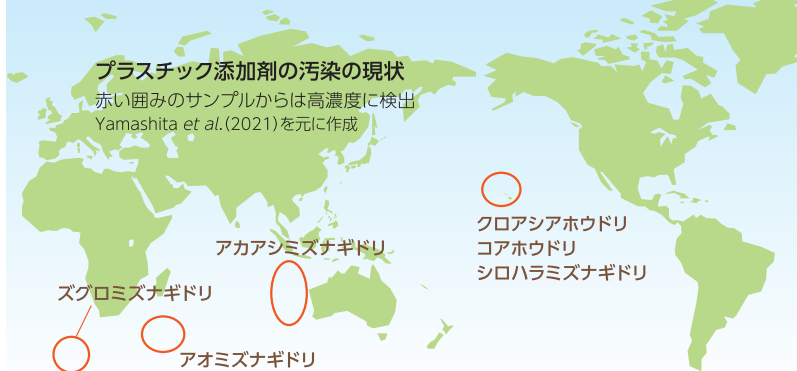 プラスチック添加剤の汚染の現状
赤い囲みのサンプルからは高濃度に検出
Yamashita et al.（2021）を元に作成
クロアシアホウドリ
コアホウドリ
シロハラミズナギドリ
アカアシミズナギドリ
ズグロミズナギドリ
アオミズナギドリ